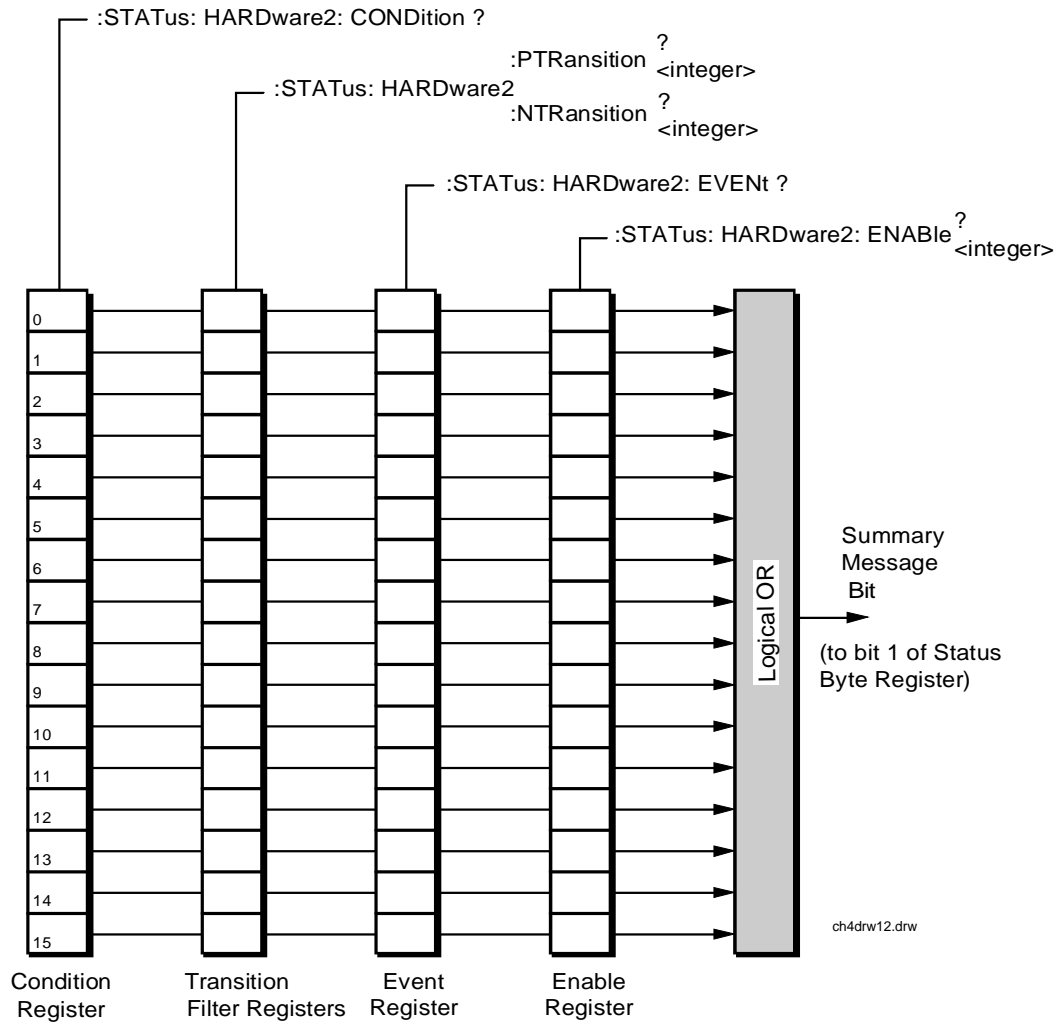 :STATus: HARDware2: CONDition ?
:STATus: HARDware2
:PTRansition ?
<integer>
:NTRansition ?
<integer>
:STATus: HARDware2: EVENt ?
:STATus: HARDware2: ENABle ?
<integer>
0
1
2
3
4
5
6
7
8
9
10
11
12
13
14
15
Logical OR
Summary
Message
Bit
(to bit 1 of Status
Byte Register)
ch4drw12.drw
Condition
Register
Transition
Filter Registers
Event
Register
Enable
Register